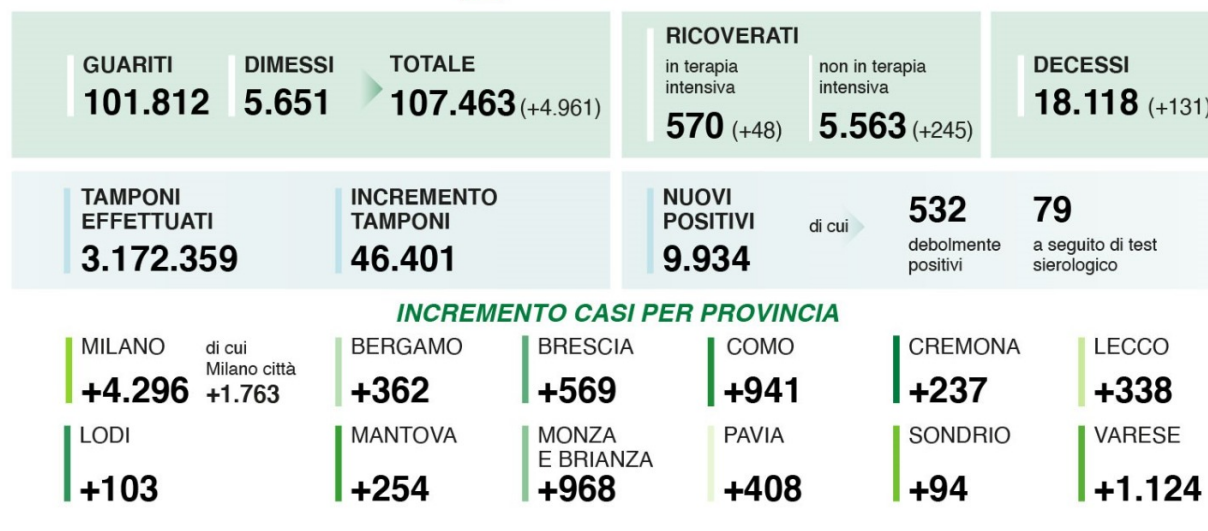 GUARITI
101.812
DIMESSI
5.651
TOTALE
107.463 (+4.961)
RICOVERATI
in terapia
intensiva
570 (+48)
non in terapia
intensiva
5.563 (+245)
DECESSI
18.118 (+131)
TAMPONI
EFFETTUATI
3.172.359
INCREMENTO
TAMPONI
46.401
NUOVI
POSITIVI
9.934
di cui
532
debolmente
positivi
79
a seguito di test
sierologico
INCREMENTO CASI PER PROVINCIA
MILANO
+4.296
di cui
Milano città
+1.763
BERGAMO
+362
BRESCIA
+569
COMO
+941
CREMONA
+237
LECCO
+338
LODI
+103
MANTOVA
+254
MONZA
E BRIANZA
+968
PAVIA
+408
SONDRIO
+94
VARESE
+1.124